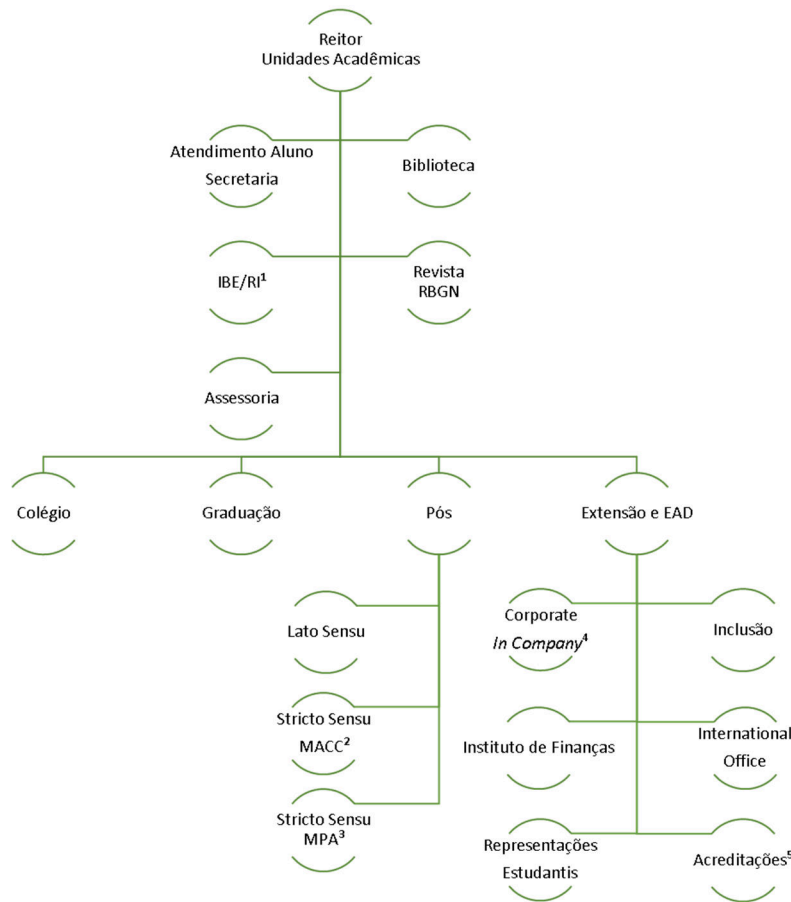 Reitor
Unidades Acadêmicas
Atendimento Aluno
Secretaria
Biblioteca
IBE/RI¹
Revista
RBGN
Assessoria
Colégio
Graduação
Pós
Extensão e EAD
Lato Sensu
Stricto Sensu
MACC²
Stricto Sensu
MPA³
Corporate
In Company⁴
Inclusão
Instituto de Finanças
International
Office
Representações
Estudantis
Acreditações⁵